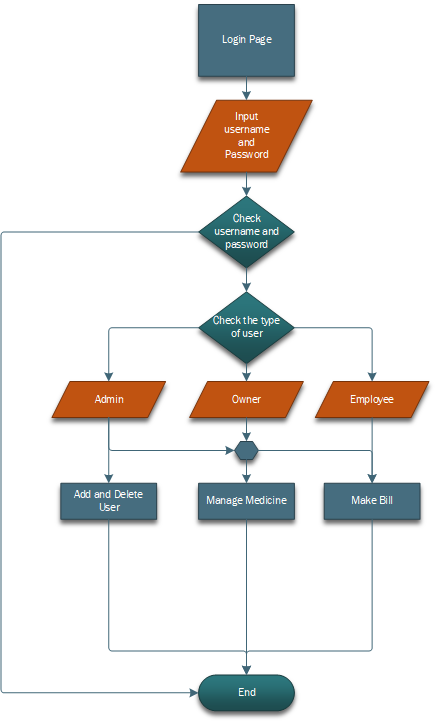 Login Page
Input
username
and
Password
Check
username and
password
Check the type
of user
Admin
Owner
Employee
Add and Delete
User
Manage Medicine
Make Bill
End